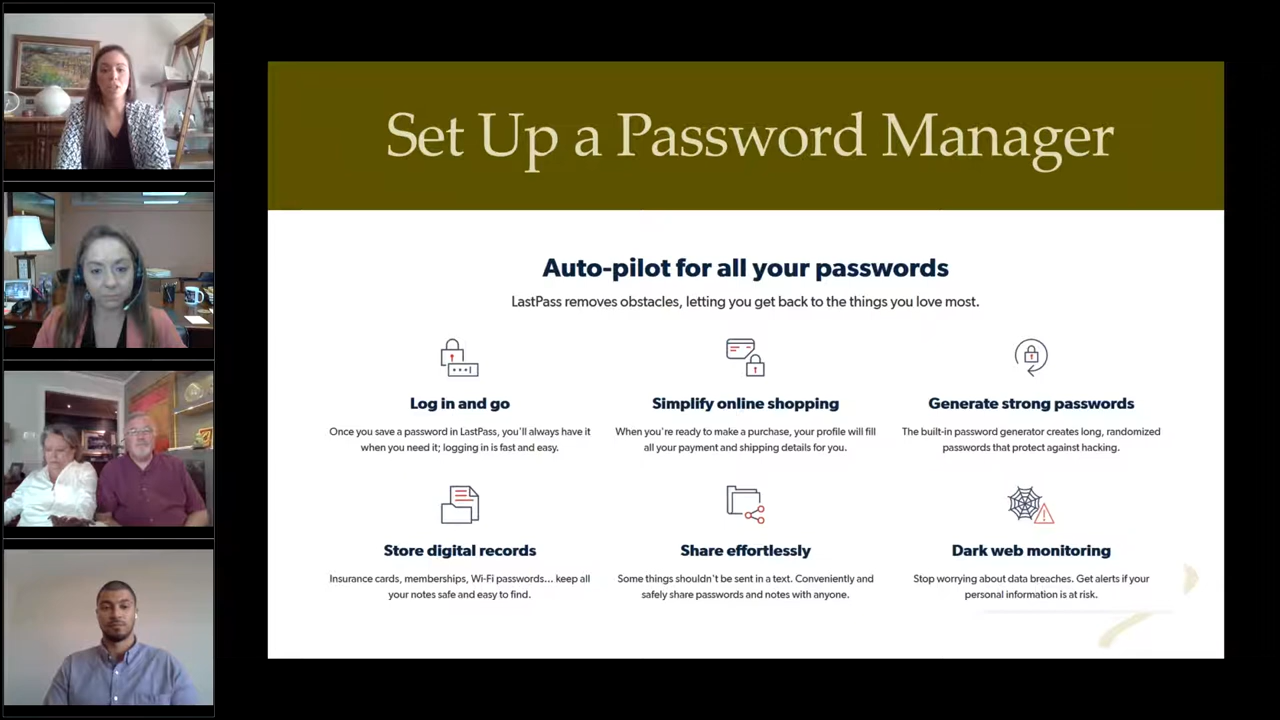 Set Up a Password Manager
Auto-pilot for all your passwords
LastPass removes obstacles, letting you get back to the things you love most.
Log in and go
Once you save a password in LastPass, you'll always have it
when you need it; logging in is fast and easy.
Simplify online shopping
When you're ready to make a purchase, your profile will fill
all your payment and shipping details for you.
Generate strong passwords
The built-in password generator creates long, randomized
passwords that protect against hacking.
Store digital records
Insurance cards, memberships, Wi-Fi passwords... keep all
your notes safe and easy to find.
Share effortlessly
Some things shouldn't be sent in a text. Conveniently and
safely share passwords and notes with anyone.
Dark web monitoring
Stop worrying about data breaches. Get alerts if your
personal information is at risk.